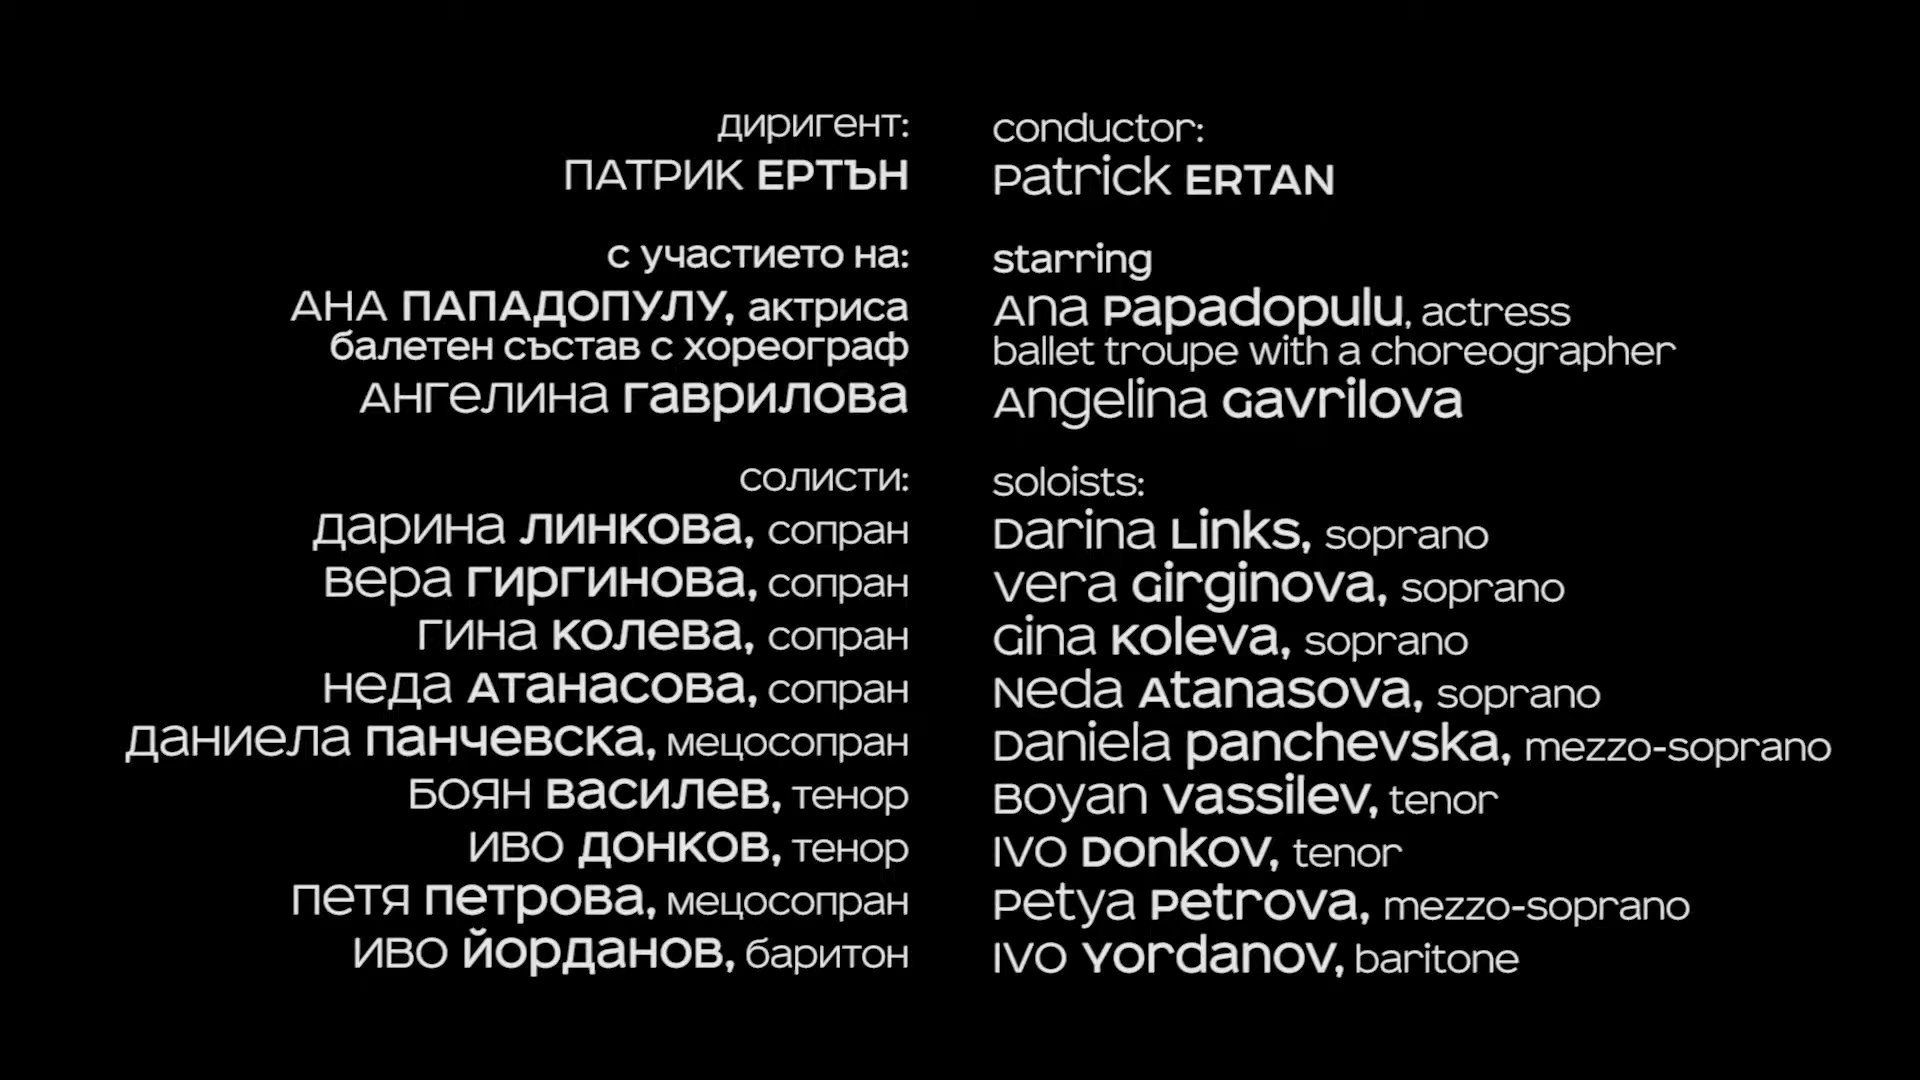 диригент:
ПАТРИК ЕРТЪН
с участието на:
АНА ПАПАДОПУЛУ, актриса
балетен състав с хореограф
Ангелина Гаврилова
солисти:
Дарина Линкова, сопран
Вера Гиргинова, сопран
Гина Колева, сопран
Неда Атанасова, сопран
Даниела Панчевска, мецосопран
Боян Василев, тенор
Иво Донков, тенор
Петя Петрова, мецосопран
Иво Йорданов, баритон
conductor:
Patrick ERTAN
starring
Ana Papadopulu, actress
ballet troupe with a choreographer
Angelina Gavrilova
soloists:
Darina Links, soprano
Vera Girginova, soprano
Gina Koleva, soprano
Neda Atanasova, soprano
Daniela Panchevska, mezzo-soprano
Boyan Vassilev, tenor
Ivo Donkov, tenor
Petya Petrova, mezzo-soprano
Ivo Yordanov, baritone